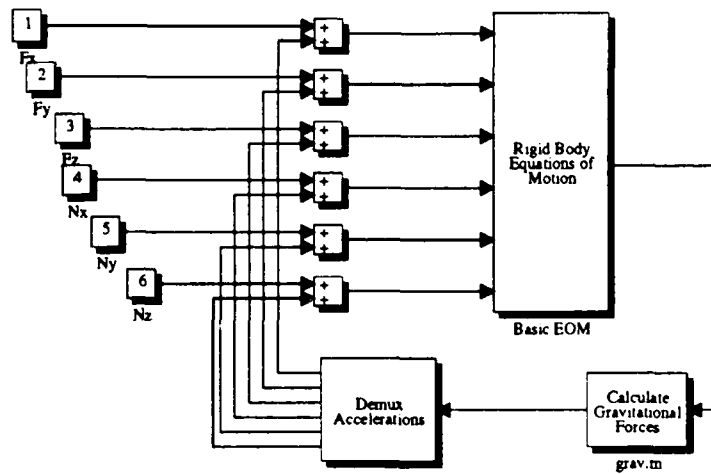 1
+
+
Fx
2
+
+
Fy
3
+
+
Fz
4
+
+
Nx
5
+
+
Ny
6
+
+
Nz
Rigid Body
Equations of
Motion
Basic EOM
Demux
Accelerations
Calculate
Gravitational
Forces
grav.m